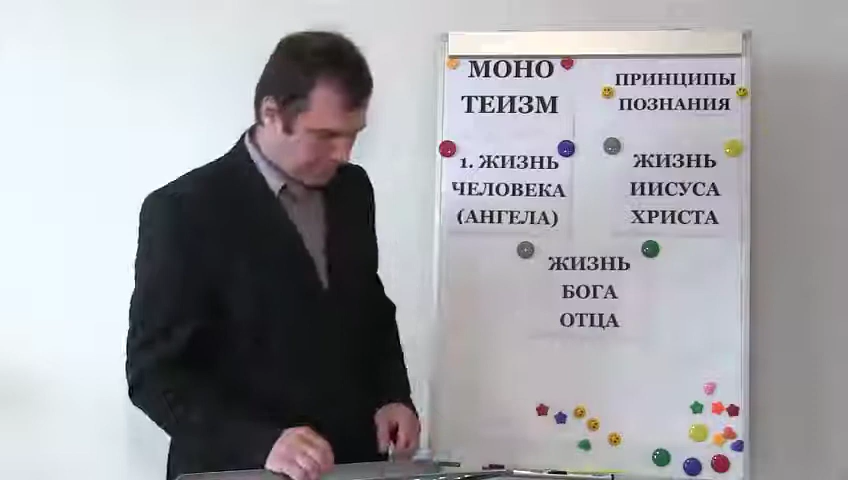 МОНО
ТЕИЗМ
ПРИНЦИПЫ
ПОЗНАНИЯ
1. ЖИЗНЬ
ЧЕЛОВЕКА
(АНГЕЛА)
ЖИЗНЬ
ИИСУСА
ХРИСТА
ЖИЗНЬ
БОГА
ОТЦА